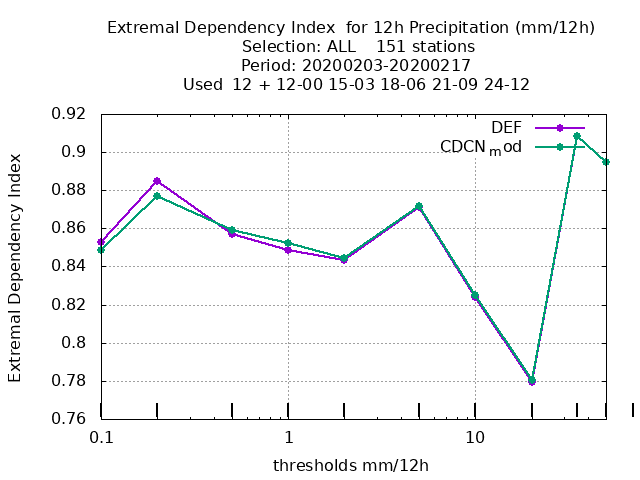 Extremal Dependency Index  for 12h Precipitation (mm/12h)
Selection: ALL    151 stations
Period: 20200203-20200217
Used  12 + 12-00 15-03 18-06 21-09 24-12
DEF
CDCN_mod
Extremal Dependency Index
0.92
0.9
0.88
0.86
0.84
0.82
0.8
0.78
0.76
0.1 1 10
thresholds mm/12h